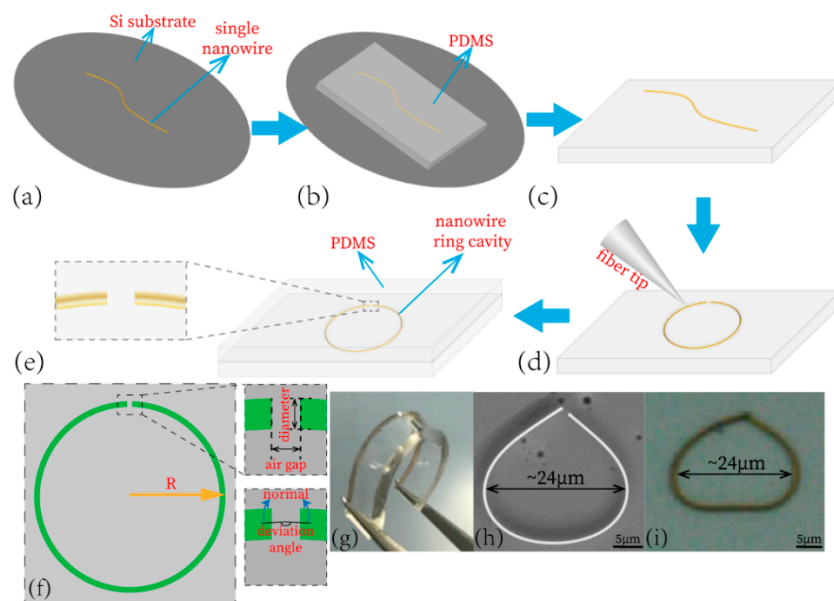 Si substrate
single
nanowire
(a)
PDMS
(b)
(c)
fiber tip
(d)
nanowire
ring cavity
PDMS
(e)
R
(f)
diameter
air gap
normal
deviation
angle
(g)
~24μm
5μm
(h)
~24μm
5μm
(i)